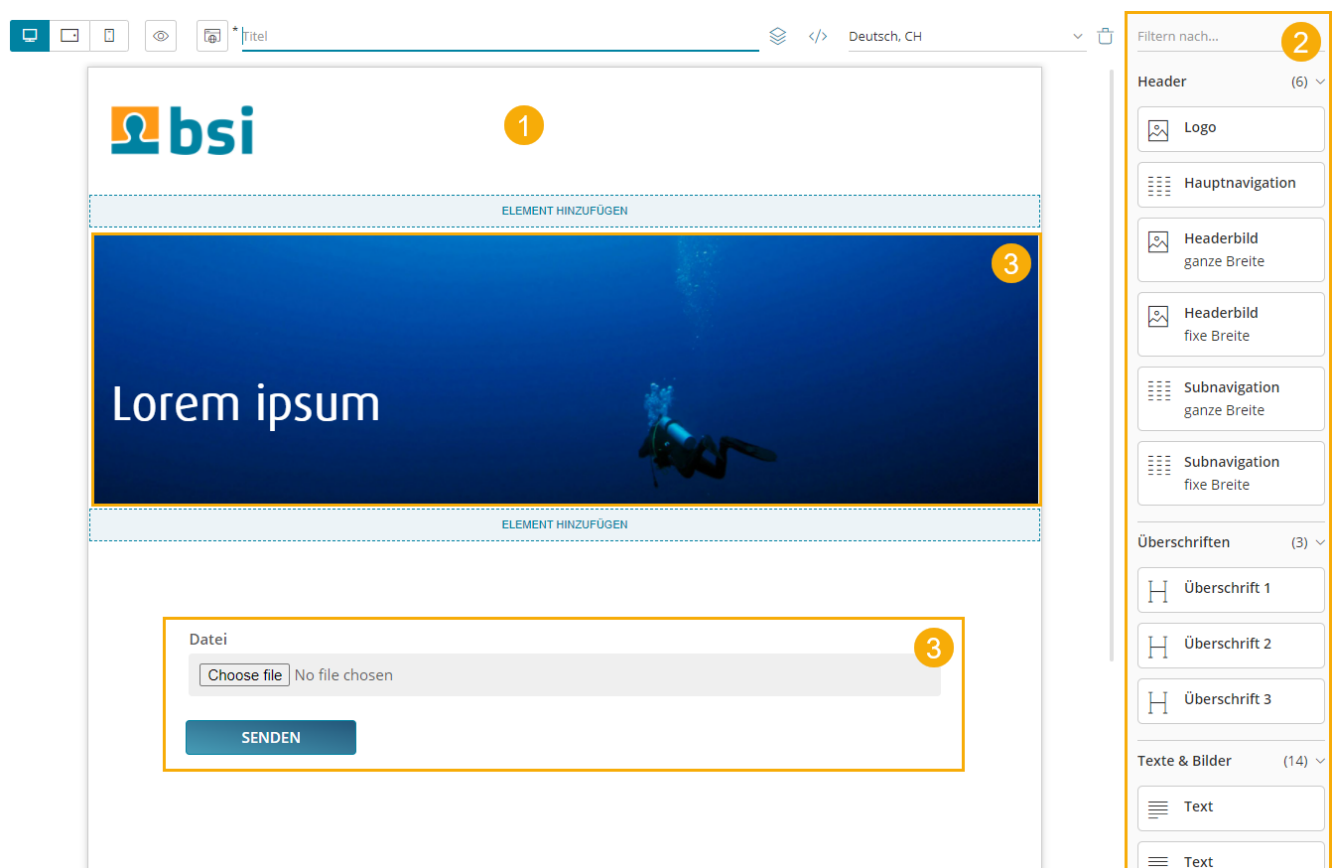 * Titel
</>
Deutsch, CH
bsi
1
ELEMENT HINZUFÜGEN
3
Lorem ipsum
ELEMENT HINZUFÜGEN
Datei
3
Choose file No file chosen
SENDEN
Filtern nach...
2
Header (6)
Logo
Hauptnavigation
Headerbild
ganze Breite
Headerbild
fixe Breite
Subnavigation
ganze Breite
Subnavigation
fixe Breite
Überschriften (3)
Überschrift 1
Überschrift 2
Überschrift 3
Texte & Bilder (14)
Text
Text